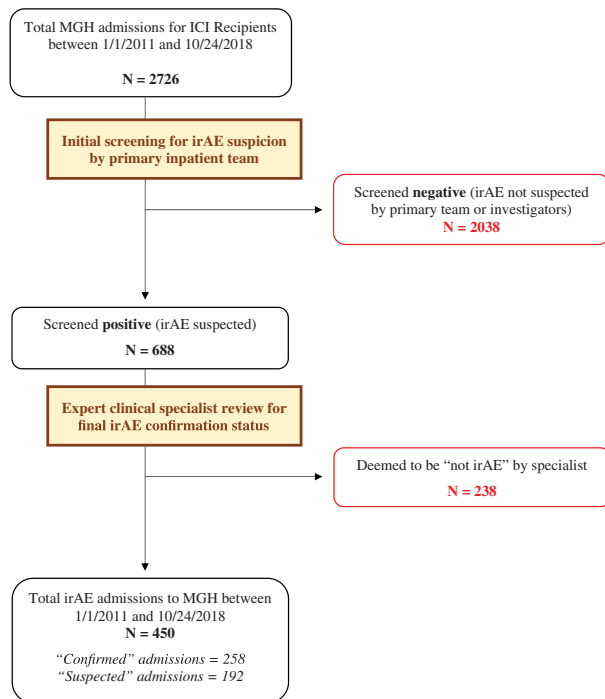 Total MGH admissions for ICI Recipients
between 1/1/2011 and 10/24/2018
N = 2726
Initial screening for irAE suspicion
by primary inpatient team
Screened negative (irAE not suspected
by primary team or investigators)
N = 2038
Screened positive (irAE suspected)
N = 688
Expert clinical specialist review for
final irAE confirmation status
Deemed to be “not irAE” by specialist
N = 238
Total irAE admissions to MGH between
1/1/2011 and 10/24/2018
N = 450
“Confirmed” admissions = 258
“Suspected” admissions = 192